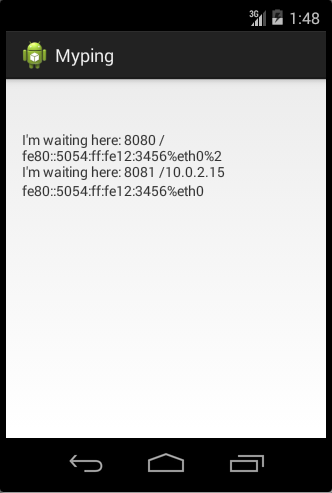 3G 1:48
Myping
I'm waiting here: 8080 /
fe80::5054:ff:fe12:3456%eth0%2
I'm waiting here: 8081 /10.0.2.15
fe80::5054:ff:fe12:3456%eth0